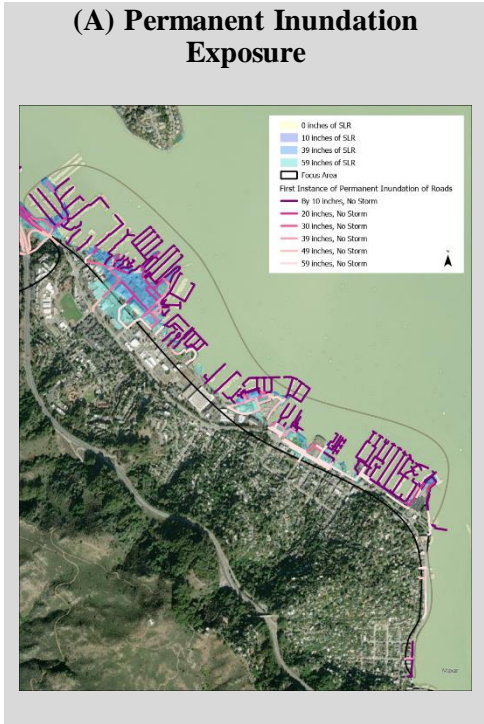 (A) Permanent Inundation
Exposure
0 inches of SLR
10 inches of SLR
39 inches of SLR
59 inches of SLR
Focus Area
First Instance of Permanent Inundation of Roads
By 10 inches, No Storm
20 inches, No Storm
30 inches, No Storm
39 inches, No Storm
49 inches, No Storm
59 inches, No Storm